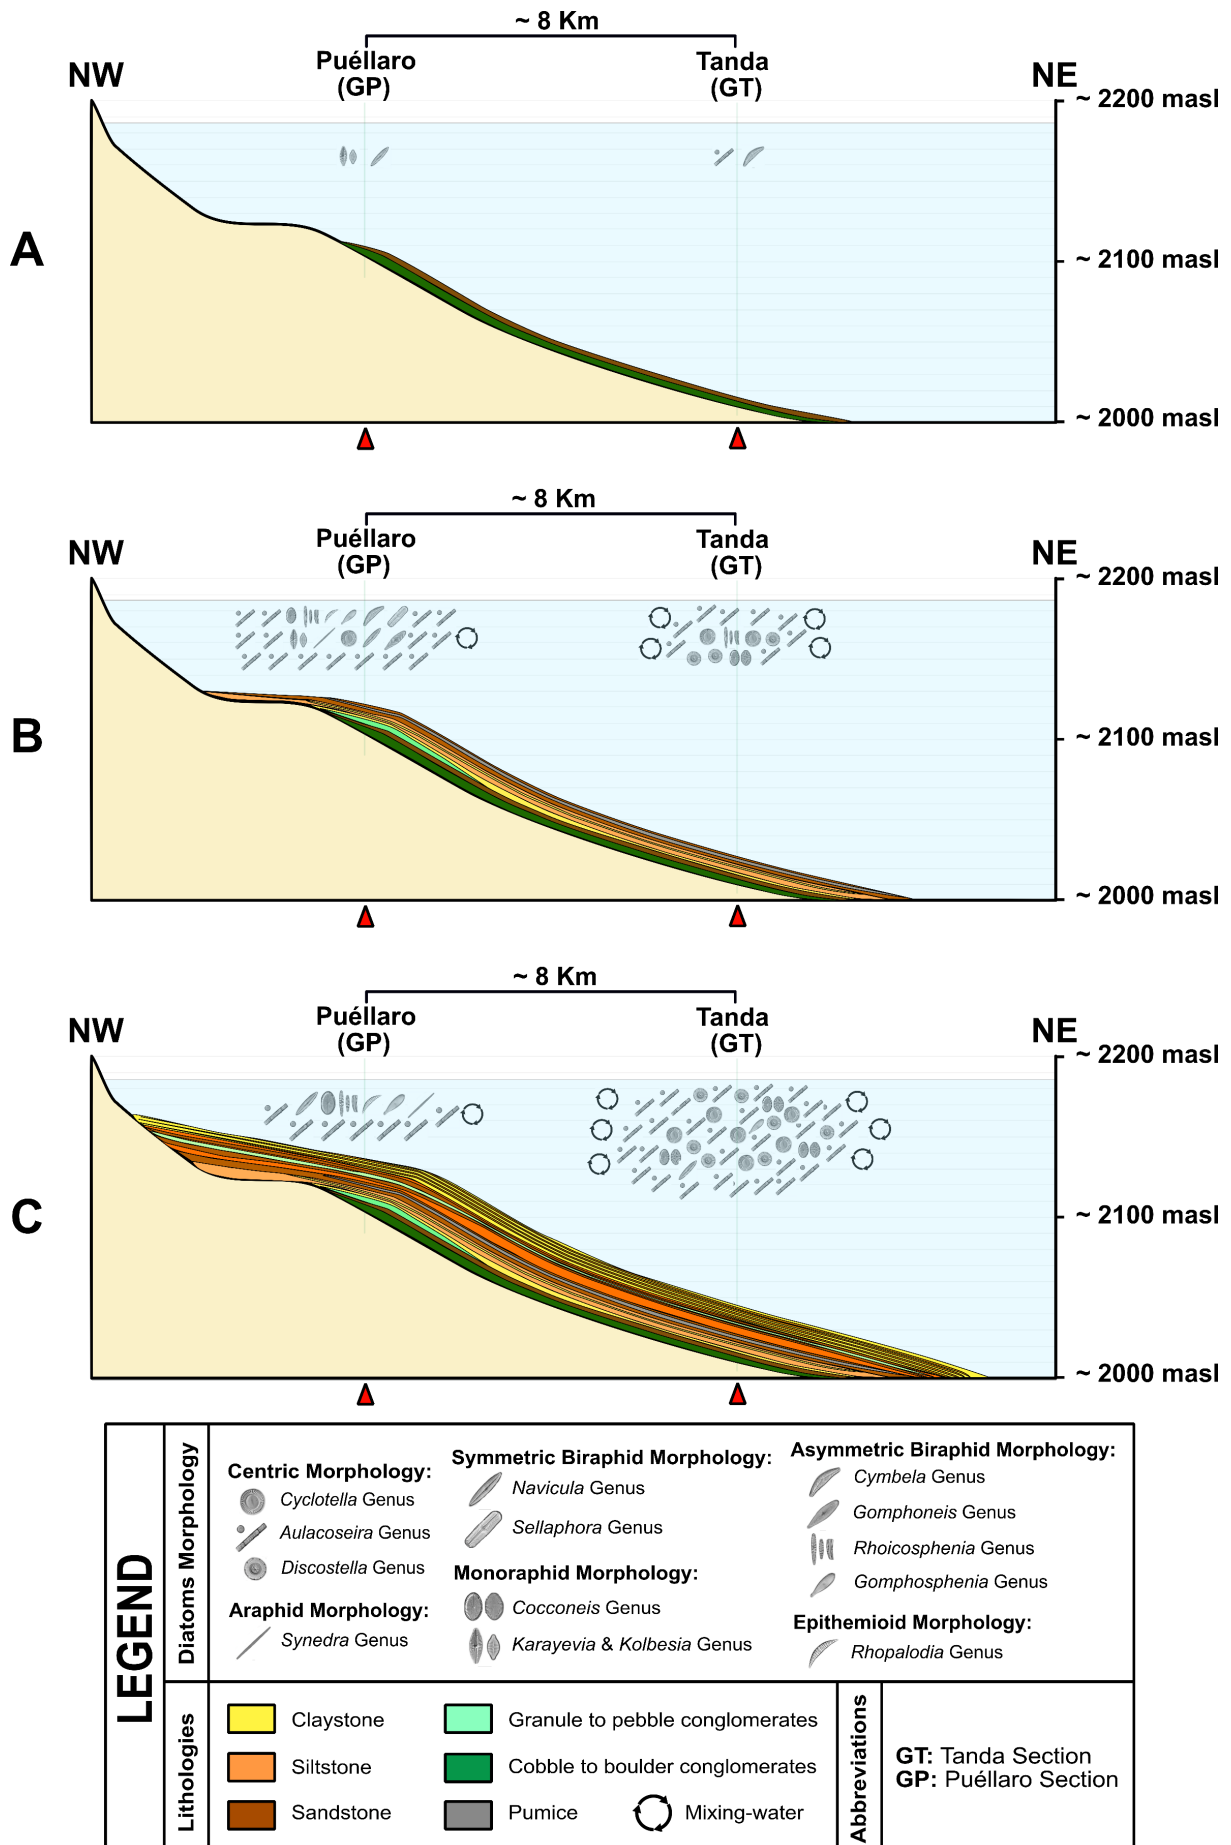 ~ 8 Km
Puéllaro
(GP)
Tanda
(GT)
NW
NE
~ 2200 masl
A
~ 2100 masl
~ 2000 masl
~ 8 Km
Puéllaro
(GP)
Tanda
(GT)
NW
NE
~ 2200 masl
B
~ 2100 masl
~ 2000 masl
~ 8 Km
Puéllaro
(GP)
Tanda
(GT)
NW
NE
~ 2200 masl
C
~ 2100 masl
~ 2000 masl
LEGEND
Diatoms Morphology
Centric Morphology:
Cyclotella Genus
Aulacoseira Genus
Discostella Genus
Araphid Morphology:
Synedra Genus
Symmetric Biraphid Morphology:
Navicula Genus
Sellaphora Genus
Monoraphid Morphology:
Cocconeis Genus
Karayevia & Kolbesia Genus
Asymmetric Biraphid Morphology:
Cymbela Genus
Gomphoneis Genus
Rhoicosphenia Genus
Gomphosphenia Genus
Epithemioid Morphology:
Rhopalodia Genus
Lithologies
Claystone
Siltstone
Sandstone
Granule to pebble conglomerates
Cobble to boulder conglomerates
Pumice
Mixing-water
Abbreviations
GT: Tanda Section
GP: Puéllaro Section